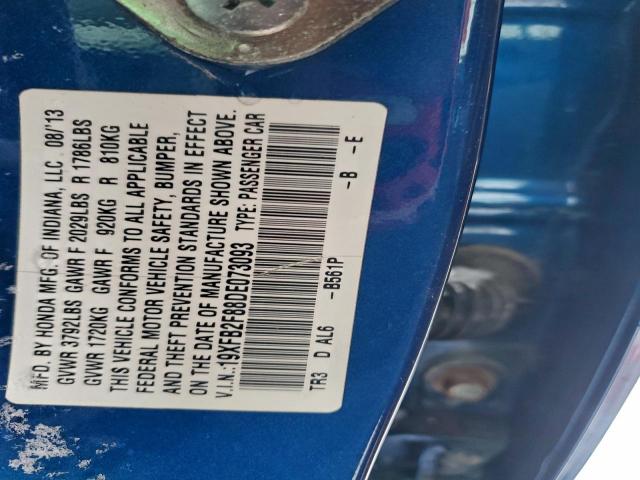 MFD. BY HONDA MFG. OF INDIANA, LLC. 08/'13
GVWR 3792LBS GAWR F 2029LBS R 1786LBS
GVWR 1720KG GAWR F 920KG R 810KG
THIS VEHICLE CONFORMS TO ALL APPLICABLE
FEDERAL MOTOR VEHICLE SAFETY, BUMPER,
AND THEFT PREVENTION STANDARDS IN EFFECT
ON THE DATE OF MANUFACTURE SHOWN ABOVE.
V.I.N.:19XFB2F88DE073093 TYPE: PASSENGER CAR
TR3 D AL6 -B561P -B -E